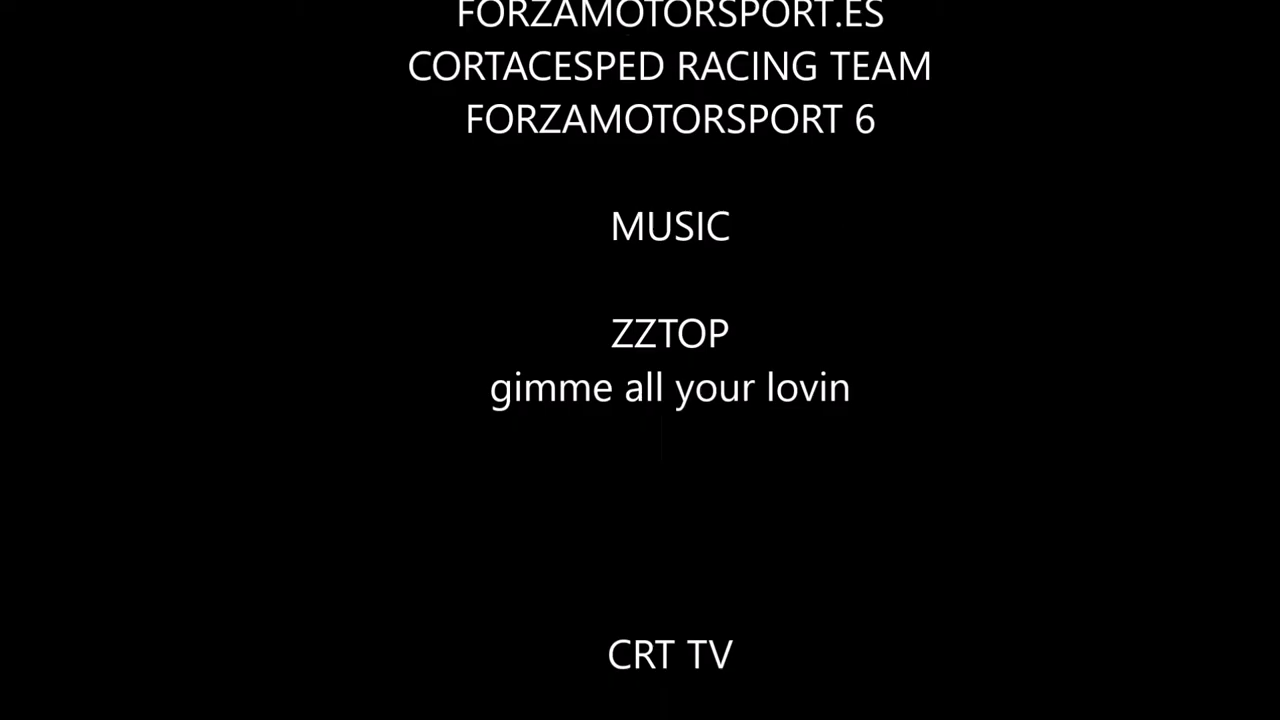 FORZAMOTORSPORT.ES
CORTACESPED RACING TEAM
FORZAMOTORSPORT 6
MUSIC
ZZTOP
gimme all your lovin
CRT TV